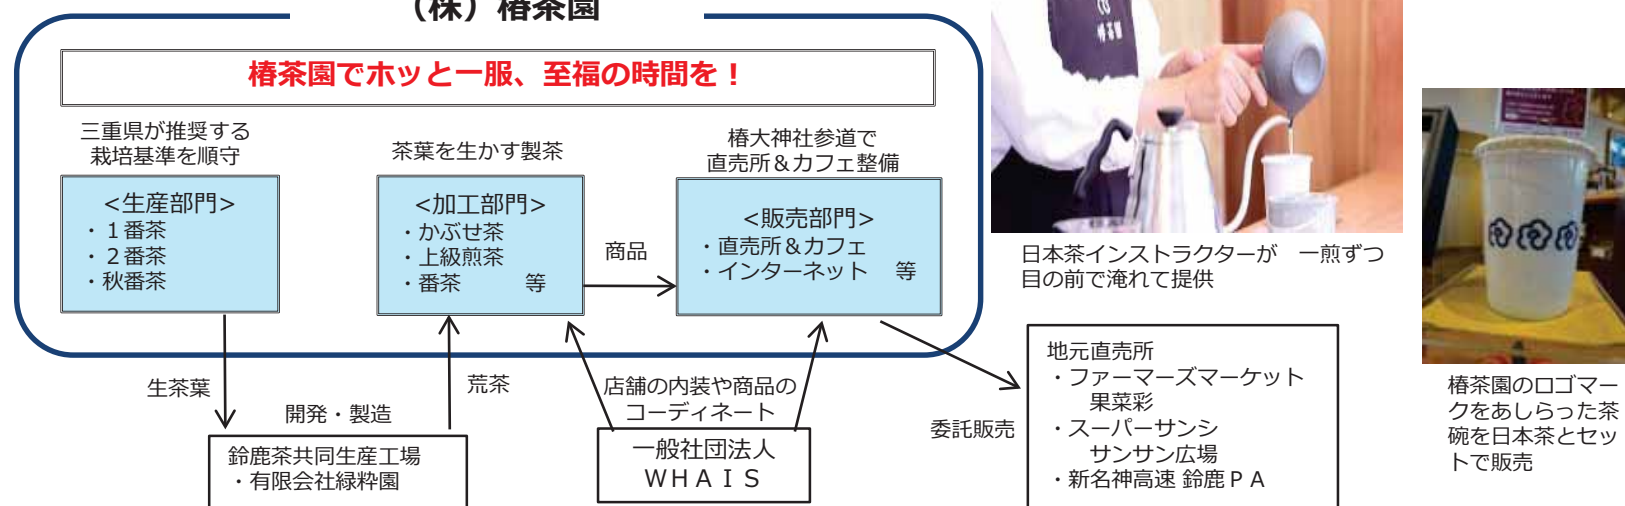 （株）椿茶園
椿茶園でホッと一服、至福の時間を！
三重県が推奨する
栽培基準を順守
<生産部門>
・１番茶
・２番茶
・秋番茶
茶葉を生かす製茶
<加工部門>
・かぶせ茶
・上級煎茶
・番茶　　　等
商品
椿大神社参道で
直売所＆カフェ整備
<販売部門>
・直売所＆カフェ
・インターネット　等
生茶葉
荒茶
開発・製造
鈴鹿茶共同生産工場
・有限会社緑粋園
店舗の内装や商品の
コーディネート
一般社団法人
ＷＨＡＩＳ
委託販売
地元直売所
・ファーマーズマーケット
果菜彩
・スーパーサンシ
サンサン広場
・新名神高速 鈴鹿ＰＡ
椿茶園
日本茶インストラクターが　一煎ずつ
目の前で淹れて提供
椿茶園のロゴマー
クをあしらった茶
碗を日本茶とセッ
トで販売